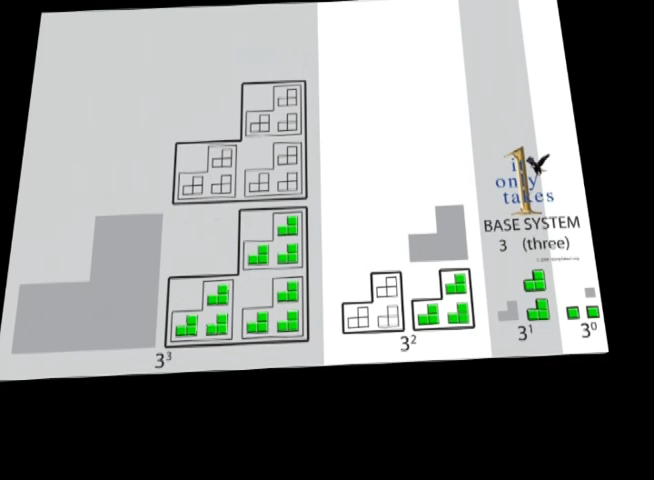 it
only
takes
1
BASE SYSTEM
3 (three)
3³
3²
3¹
3⁰